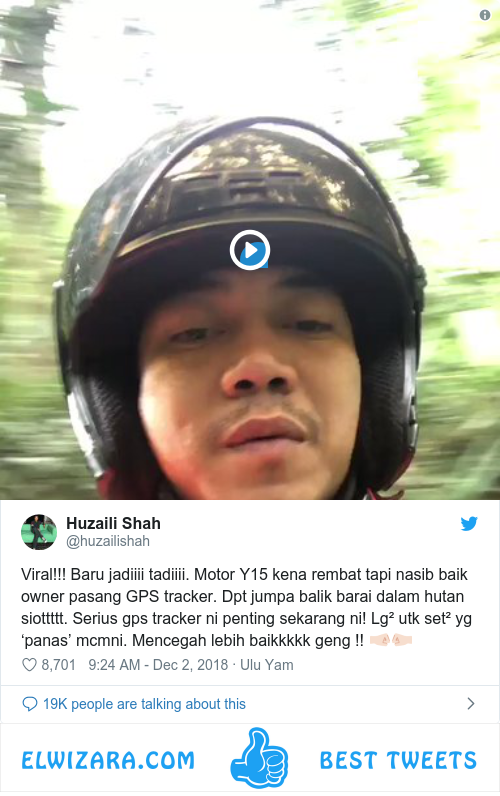 Huzaili Shah
@huzailishah
Viral!!! Baru jadiiii tadiiii. Motor Y15 kena rembat tapi nasib baik
owner pasang GPS tracker. Dpt jumpa balik barai dalam hutan
siottttt. Serius gps tracker ni penting sekarang ni! Lg² utk set² yg
‘panas’ mcmni. Mencegah lebih baikkkkk geng !! 🤜🏻🤛🏻
8,701 9:24 AM - Dec 2, 2018 · Ulu Yam
19K people are talking about this
ELWIZARA.COM BEST TWEETS